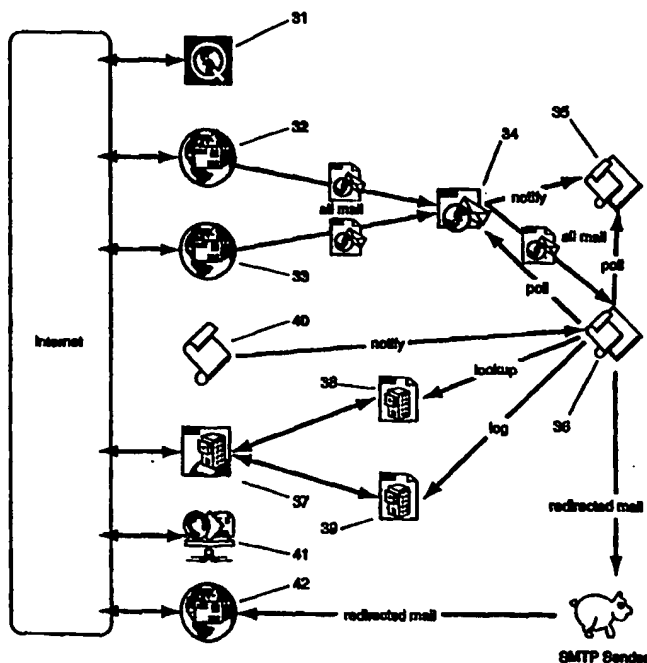 31
32
35
34
all mail
notify
all mail
33
poll
poll
40
Internet
notify
38
lookup
36
log
37
39
redirected mail
41
42
redirected mail
SMTP Sender